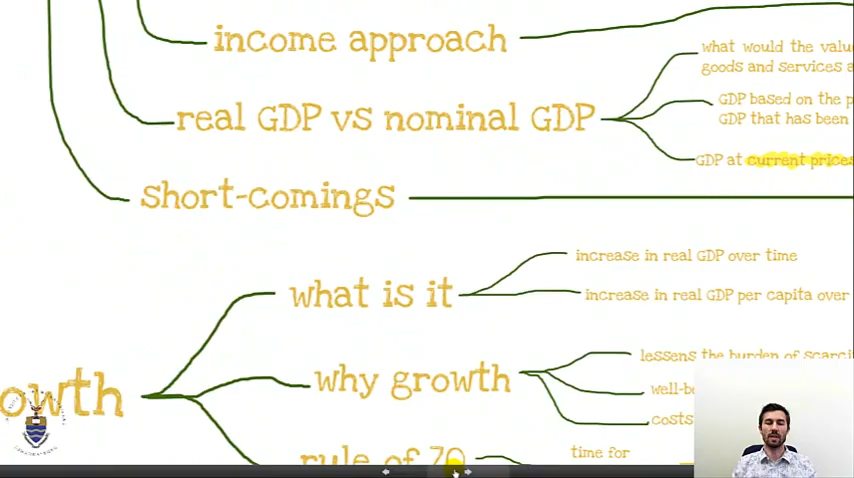 income approach
what would the valu
goods and services a
real GDP vs nominal GDP
GDP based on the p
GDP that has been
GDP at current prices
short-comings
what is it
increase in real GDP over time
increase in real GDP per capita over
owth
why growth
lessens the burden of scarci
well-be
costs
rule of 70
time for